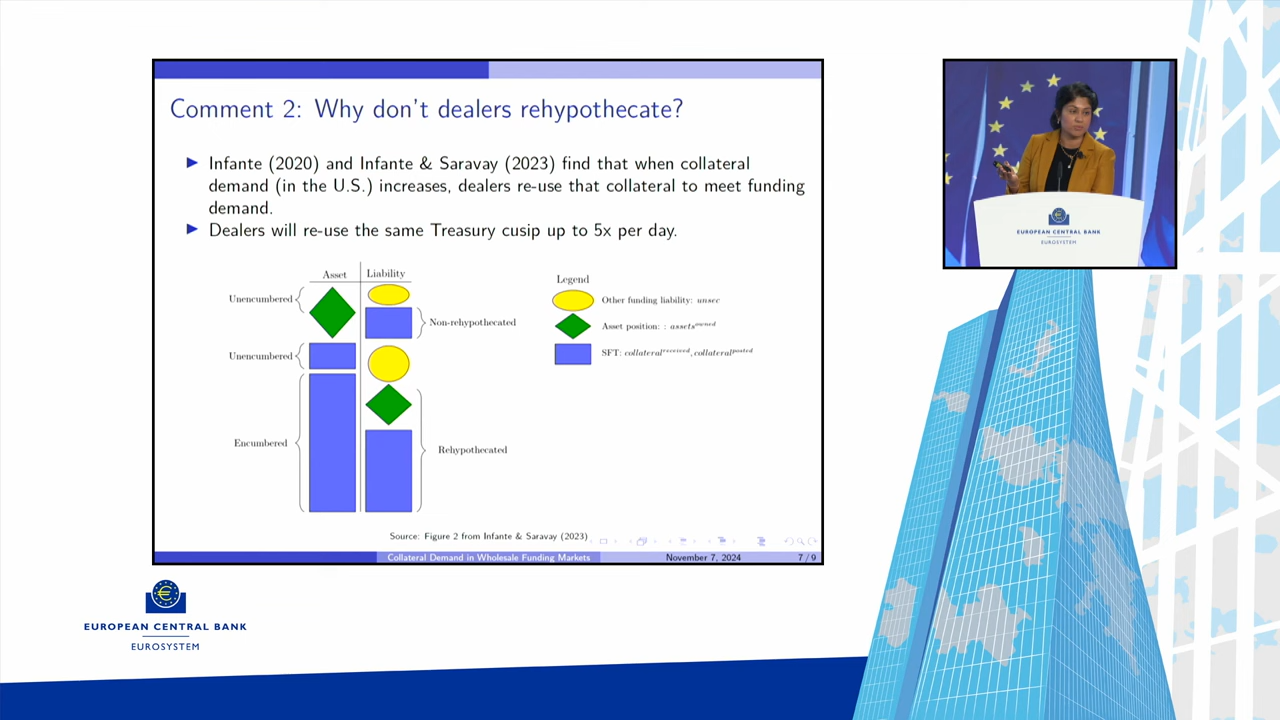 Comment 2: Why don't dealers rehypothecate?
Infante (2020) and Infante & Saravay (2023) find that when collateral
demand (in the U.S.) increases, dealers re-use that collateral to meet funding
demand.
Dealers will re-use the same Treasury cusip up to 5x per day.
Asset Liability
Unencumbered
Non-rehypothecated
Unencumbered
Encumbered
Rehypothecated
Legend
Other funding liability: unsec
Asset position: : assets^owned
SFT: collateral^received, collateral^posted
Source: Figure 2 from Infante & Saravay (2023)
Collateral Demand in Wholesale Funding Markets November 7, 2024 7 / 9
EUROPEAN CENTRAL BANK
EUROSYSTEM
EUROPEAN CENTRAL BANK
EUROSYSTEM